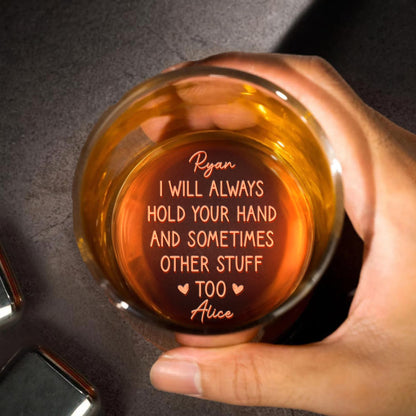 Ryan
I WILL ALWAYS
HOLD YOUR HAND
AND SOMETIMES
OTHER STUFF
♥ TOO ♥
Alice